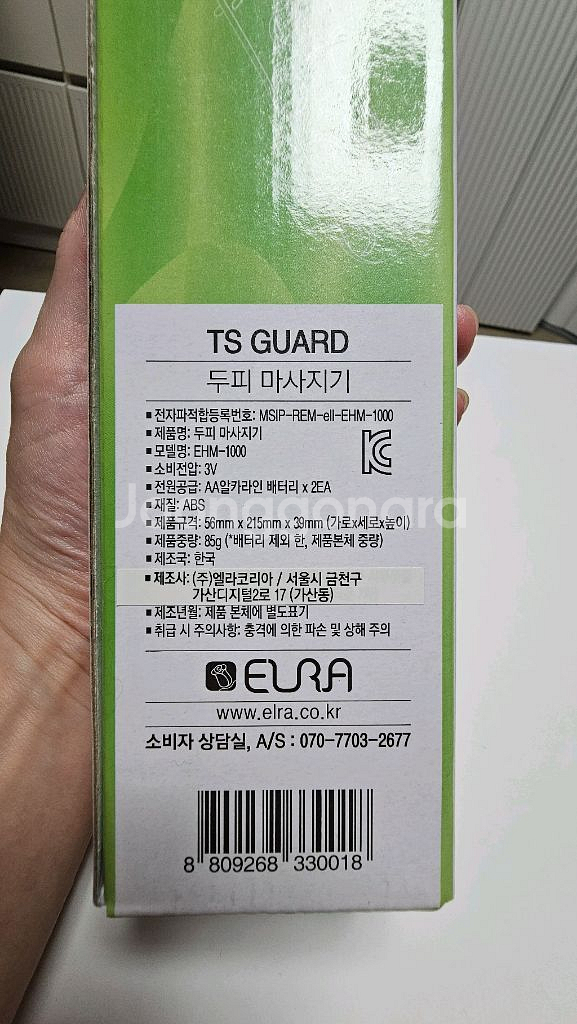 TS GUARD
두피 마사지기
▪ 전자파적합등록번호: MSIP-REM-ell-EHM-1000
▪ 제품명: 두피 마사지기
▪ 모델명: EHM-1000
▪ 소비전압: 3V
▪ 전원공급: AA알카라인 배터리 x 2EA
▪ 재질: ABS
Joongonara
▪ 제품규격: 56mm x 215mm x 39mm (가로x세로x높이)
▪ 제품중량: 85g (*배터리 제외 한, 제품본체 중량)
▪ 제조국: 한국
▪ 제조사: (주)엘라코리아 / 서울시 금천구
가산디지털2로 17 (가산동)
▪ 제조년월: 제품 본체에 별도표기
▪ 취급 시 주의사항: 충격에 의한 파손 및 상해 주의
ELRA
www.elra.co.kr
소비자 상담실, A/S : 070-7703-2677
8 809268 330018